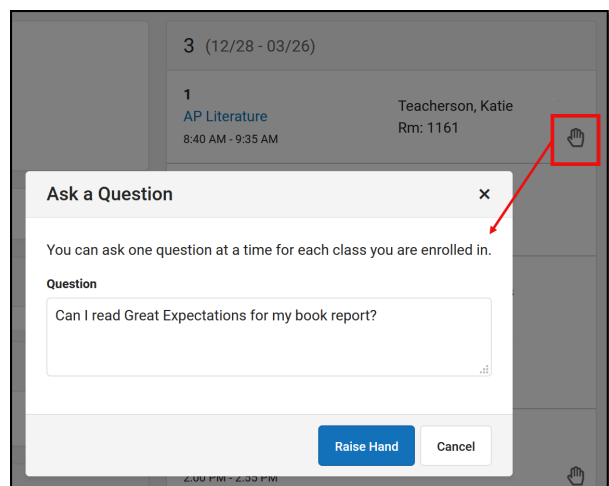 3 (12/28 - 03/26)
1
AP Literature
8:40 AM - 9:35 AM
Teacherson, Katie
Rm: 1161
Ask a Question
×
You can ask one question at a time for each class you are enrolled in.
Question
Can I read Great Expectations for my book report?
Raise Hand
Cancel
2:00 PM - 2:55 PM